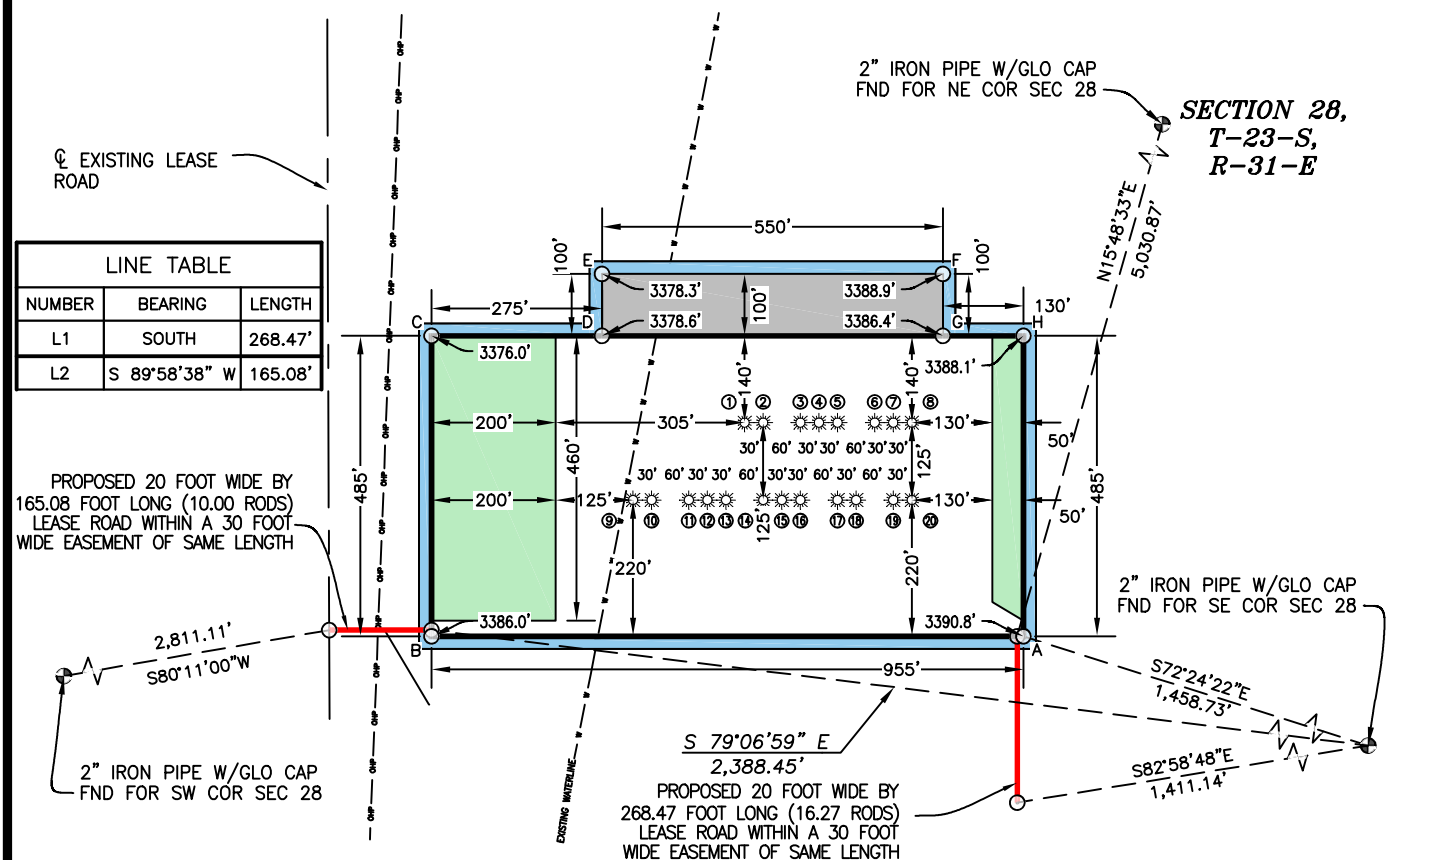 2" IRON PIPE W/GLO CAP
FND FOR NE COR SEC 28
SECTION 28,
T-23-S,
R-31-E
N15°48'33"E
5,030.87'
℄ EXISTING LEASE
ROAD
LINE TABLE
NUMBER BEARING LENGTH
L1 SOUTH 268.47'
L2 S 89°58'38" W 165.08'
OHP
OHP
OHP
OHP
OHP
OHP
OHP
OHP
OHP
OHP
OHP
W
W
W
W
W
W
W
550'
100'
E
F
100'
3378.3'
100'
3388.9'
275'
130'
C
D
3378.6'
3386.4'
G
H
3376.0'
3388.1'
140'
140'
① ② ③ ④ ⑤ ⑥ ⑦ ⑧
200' 305' 130' 50'
30' 60' 30' 30' 60' 30' 30'
485'
460'
125'
485'
30' 60' 30' 30' 60' 30' 30' 60' 30' 60' 30'
200' 125' 130' 50'
⑨ ⑩ ⑪ ⑫ ⑬ ⑭ ⑮ ⑯ ⑰ ⑱ ⑲ ⑳
125'
220'
220'
PROPOSED 20 FOOT WIDE BY
165.08 FOOT LONG (10.00 RODS)
LEASE ROAD WITHIN A 30 FOOT
WIDE EASEMENT OF SAME LENGTH
3386.0'
3390.8'
B
A
955'
2,811.11'
S80°11'00"W
2" IRON PIPE W/GLO CAP
FND FOR SW COR SEC 28
EXISTING WATERLINE
S 79°06'59" E
2,388.45'
PROPOSED 20 FOOT WIDE BY
268.47 FOOT LONG (16.27 RODS)
LEASE ROAD WITHIN A 30 FOOT
WIDE EASEMENT OF SAME LENGTH
2" IRON PIPE W/GLO CAP
FND FOR SE COR SEC 28
S72°24'22"E
1,458.73'
S82°58'48"E
1,411.14'